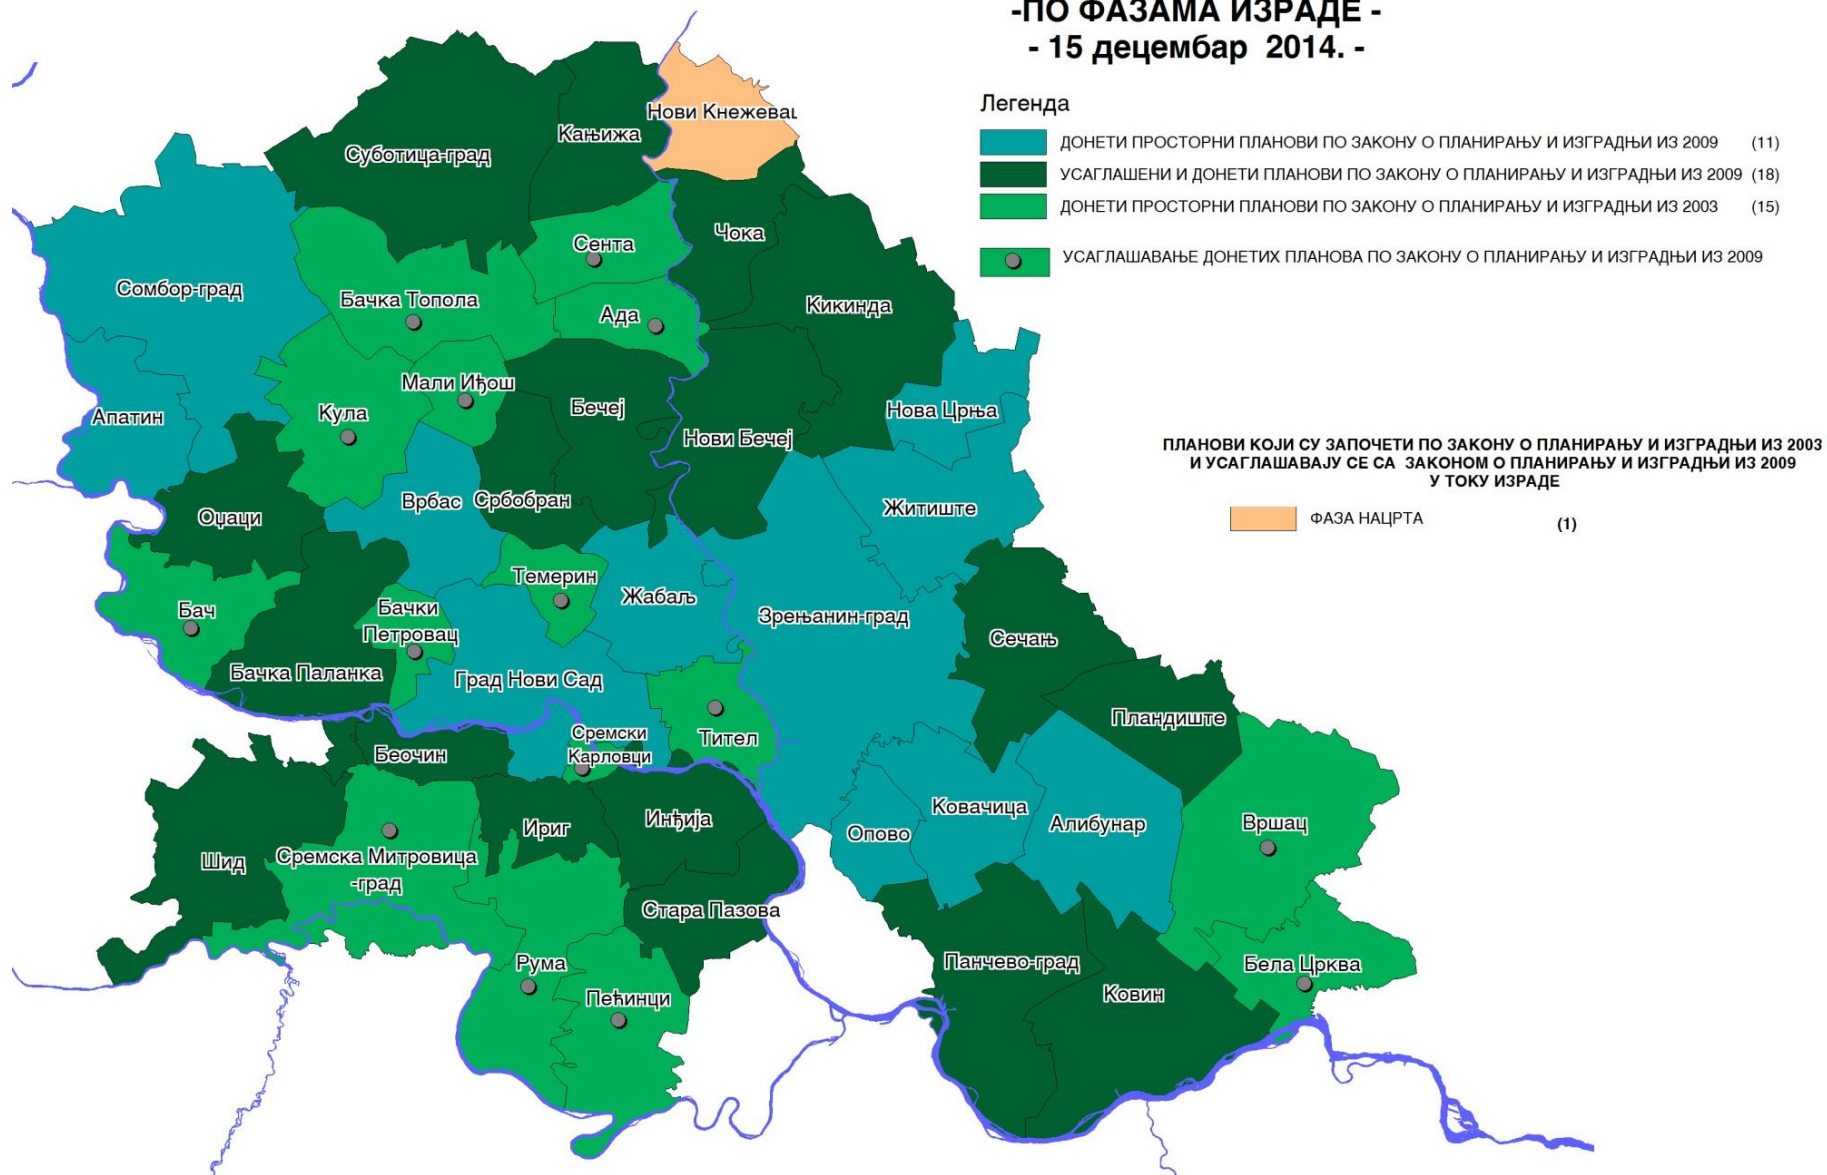 -ПО ФАЗАМА ИЗРАДЕ -
- 15 децембар 2014. -
Легенда
ДОНЕТИ ПРОСТОРНИ ПЛАНОВИ ПО ЗАКОНУ О ПЛАНИРАЊУ И ИЗГРАДЊИ ИЗ 2009 (11)
УСАГЛАШЕНИ И ДОНЕТИ ПЛАНОВИ ПО ЗАКОНУ О ПЛАНИРАЊУ И ИЗГРАДЊИ ИЗ 2009 (18)
ДОНЕТИ ПРОСТОРНИ ПЛАНОВИ ПО ЗАКОНУ О ПЛАНИРАЊУ И ИЗГРАДЊИ ИЗ 2003 (15)
УСАГЛАШАВАЊЕ ДОНЕТИХ ПЛАНОВА ПО ЗАКОНУ О ПЛАНИРАЊУ И ИЗГРАДЊИ ИЗ 2009
ПЛАНОВИ КОЈИ СУ ЗАПОЧЕТИ ПО ЗАКОНУ О ПЛАНИРАЊУ И ИЗГРАДЊИ ИЗ 2003
И УСАГЛАШАВАЈУ СЕ СА ЗАКОНОМ О ПЛАНИРАЊУ И ИЗГРАДЊИ ИЗ 2009
У ТОКУ ИЗРАДЕ
ФАЗА НАЦРТА (1)
Нови Кнежевац
Кањижа
Суботица-град
Чока
Сента
Сомбор-град
Бачка Топола
Кикинда
Ада
Мали Иђош
Бечеј
Нова Црња
Кула
Апатин
Нови Бечеј
Врбас
Србобран
Житиште
Оџаци
Темерин
Жабаљ
Бачки
Петровац
Бач
Зрењанин-град
Сечањ
Бачка Паланка
Град Нови Сад
Пландиште
Сремски
Карловци
Тител
Беочин
Ковачица
Инђија
Алибунар
Вршац
Ириг
Опово
Сремска Митровица
-град
Шид
Стара Пазова
Рума
Панчево-град
Бела Црква
Ковин
Пећинци